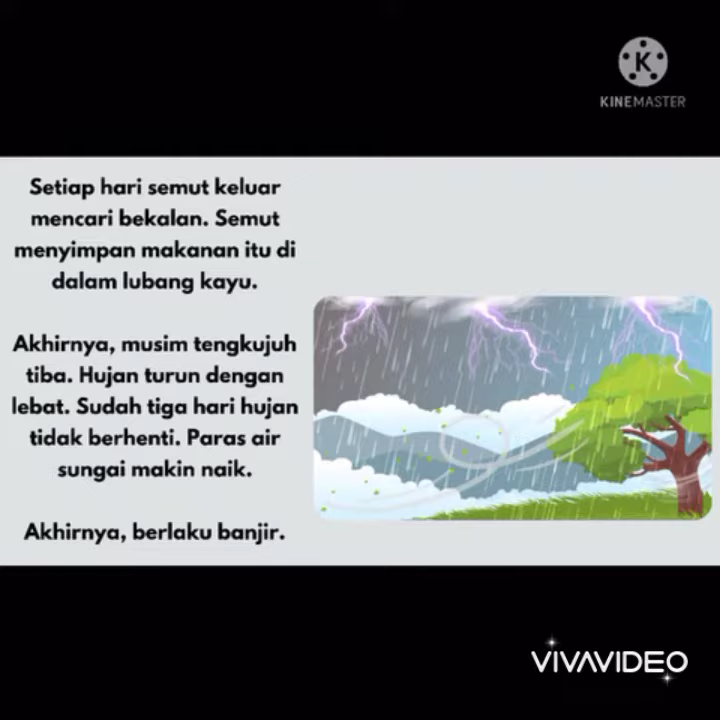 KINEMASTER
Setiap hari semut keluar
mencari bekalan. Semut
menyimpan makanan itu di
dalam lubang kayu.
Akhirnya, musim tengkujuh
tiba. Hujan turun dengan
lebat. Sudah tiga hari hujan
tidak berhenti. Paras air
sungai makin naik.
Akhirnya, berlaku banjir.
VIVAVIDEO